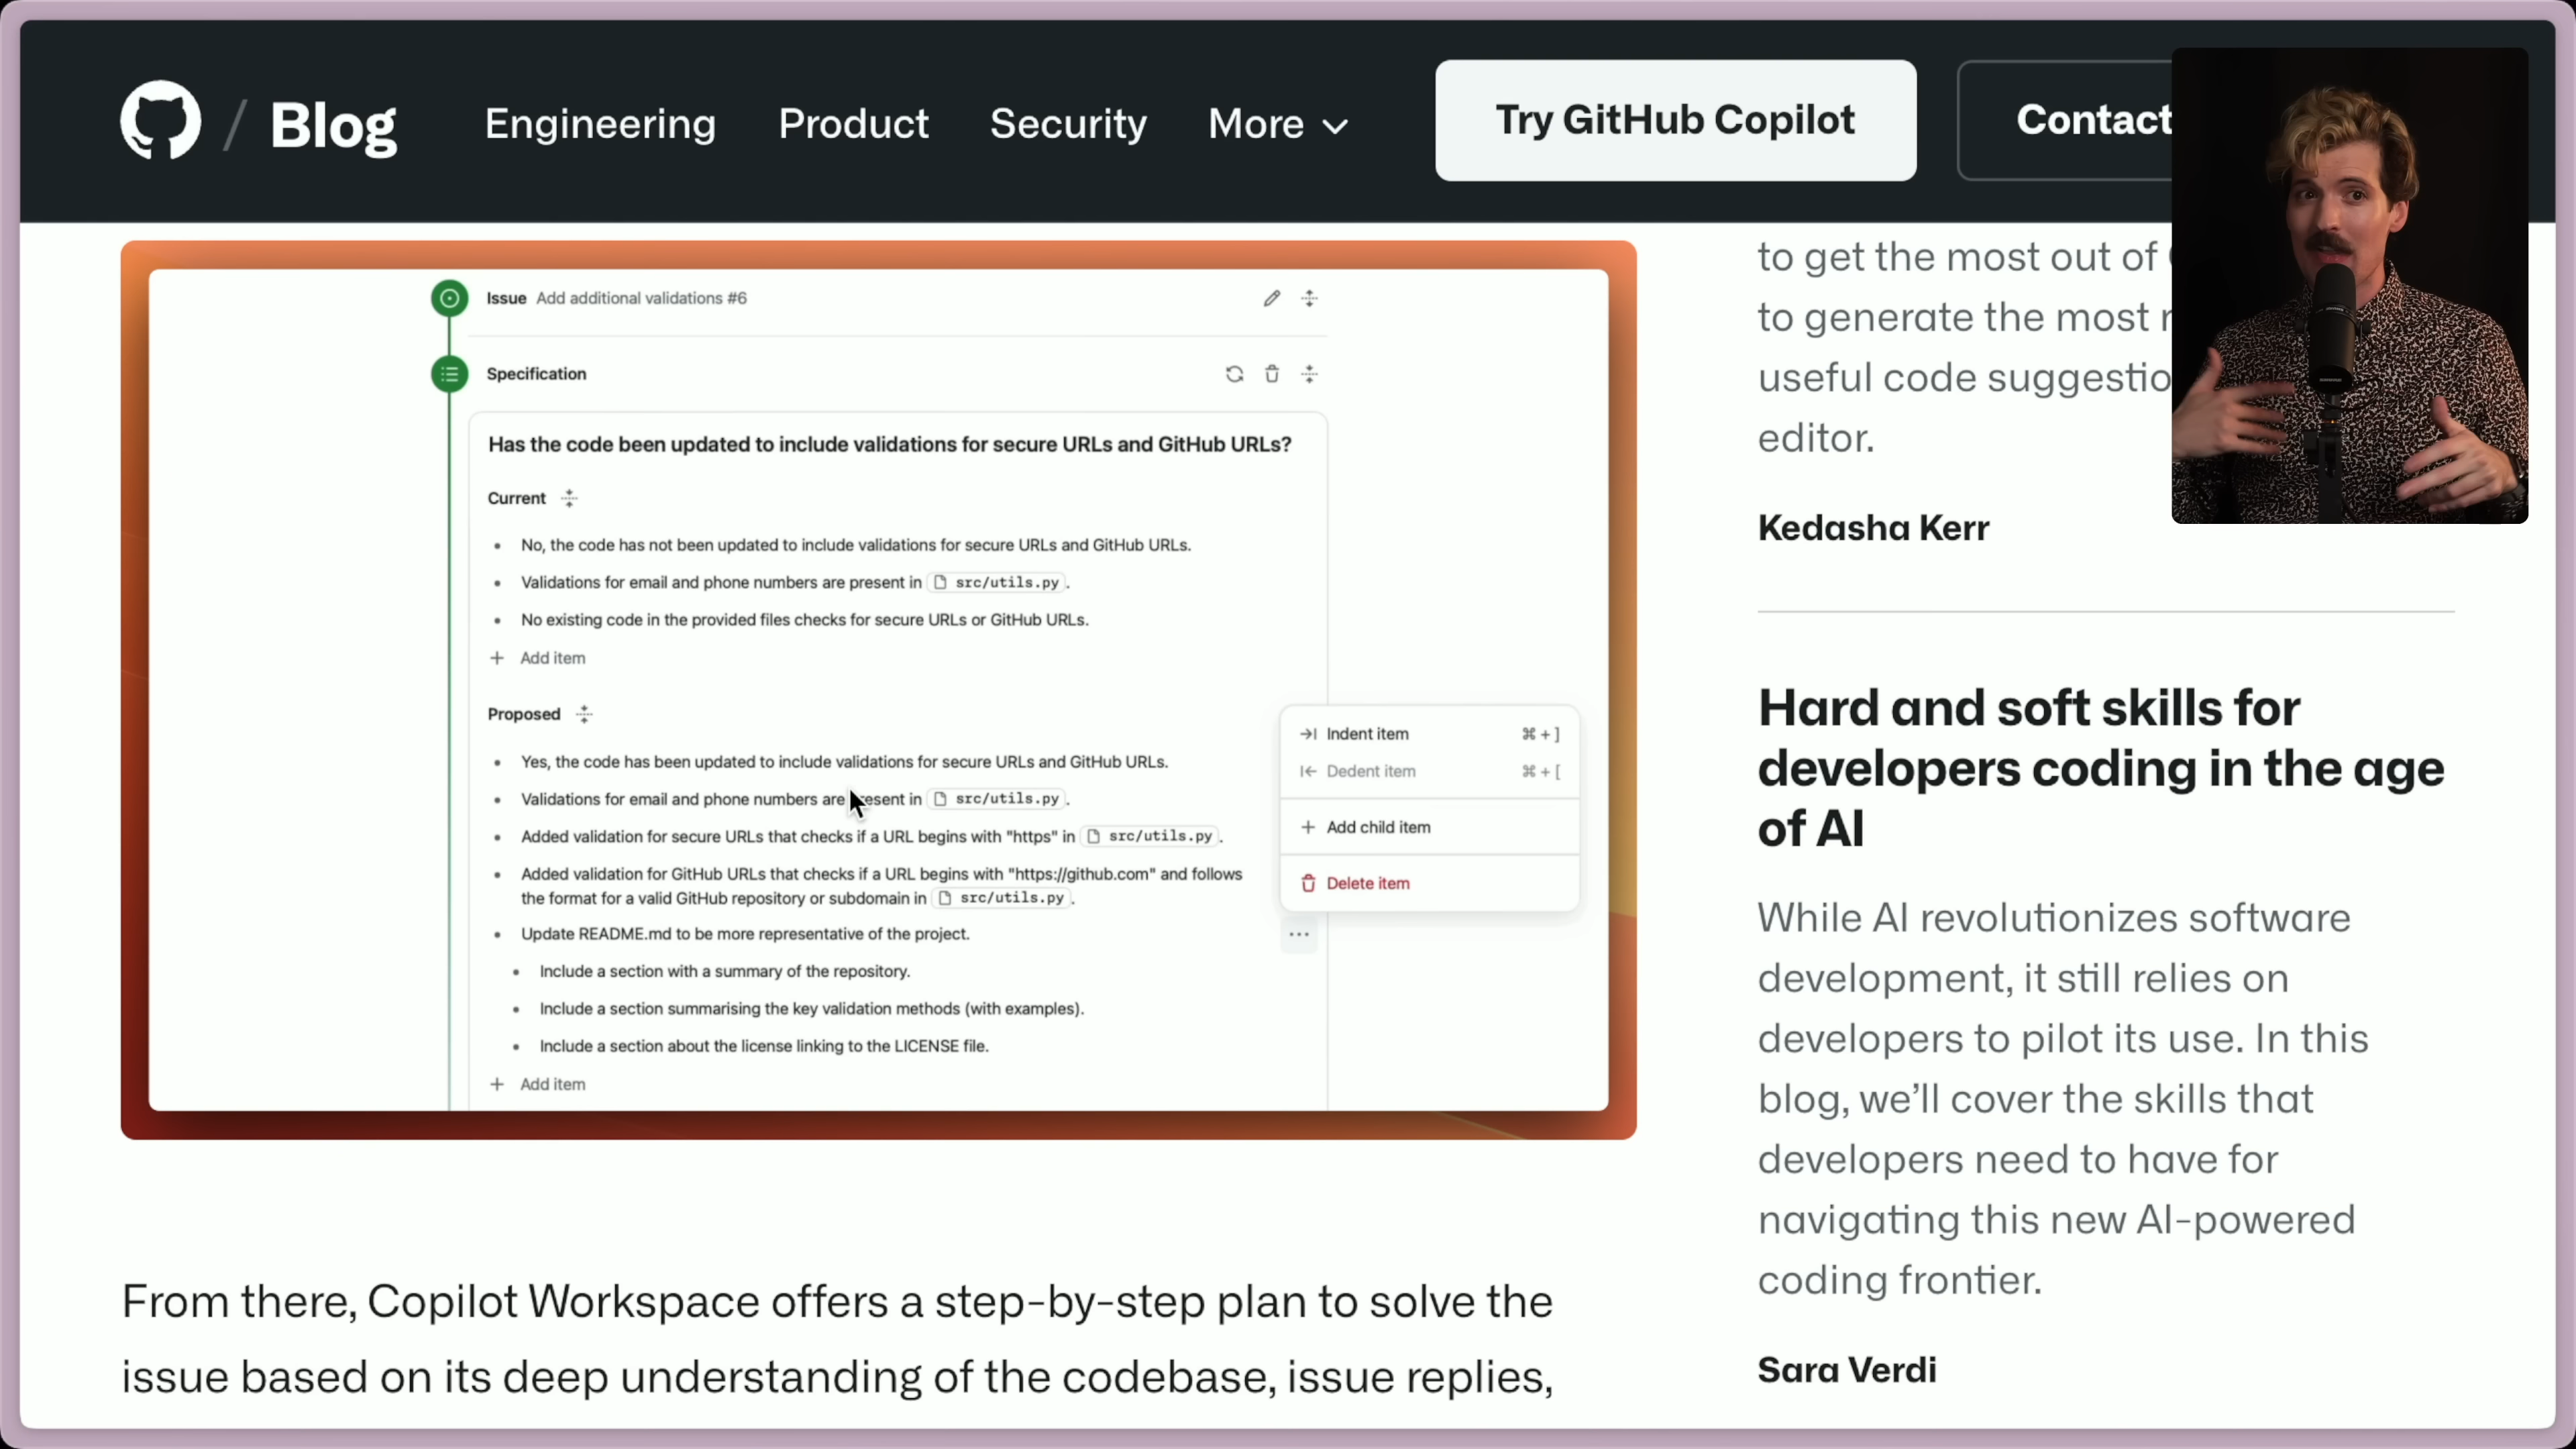 / Blog
Engineering
Product
Security
More
Try GitHub Copilot
Contact
Issue Add additional validations #6
Specification
Has the code been updated to include validations for secure URLs and GitHub URLs?
Current
• No, the code has not been updated to include validations for secure URLs and GitHub URLs.
• Validations for email and phone numbers are present in src/utils.py.
• No existing code in the provided files checks for secure URLs or GitHub URLs.
+ Add item
Proposed
• Yes, the code has been updated to include validations for secure URLs and GitHub URLs.
• Validations for email and phone numbers are present in src/utils.py.
• Added validation for secure URLs that checks if a URL begins with "https" in src/utils.py.
• Added validation for GitHub URLs that checks if a URL begins with "https://github.com" and follows
the format for a valid GitHub repository or subdomain in src/utils.py.
• Update README.md to be more representative of the project.
• Include a section with a summary of the repository.
• Include a section summarising the key validation methods (with examples).
• Include a section about the license linking to the LICENSE file.
+ Add item
Indent item ⌘ + ]
Dedent item ⌘ + [
+ Add child item
Delete item
...
From there, Copilot Workspace offers a step-by-step plan to solve the
issue based on its deep understanding of the codebase, issue replies,
to get the most out of
to generate the most
useful code
editor.
Kedasha Kerr
Hard and soft skills for
developers coding in the age
of AI
While AI revolutionizes software
development, it still relies on
developers to pilot its use. In this
blog, we’ll cover the skills that
developers need to have for
navigating this new AI-powered
coding frontier.
Sara Verdi